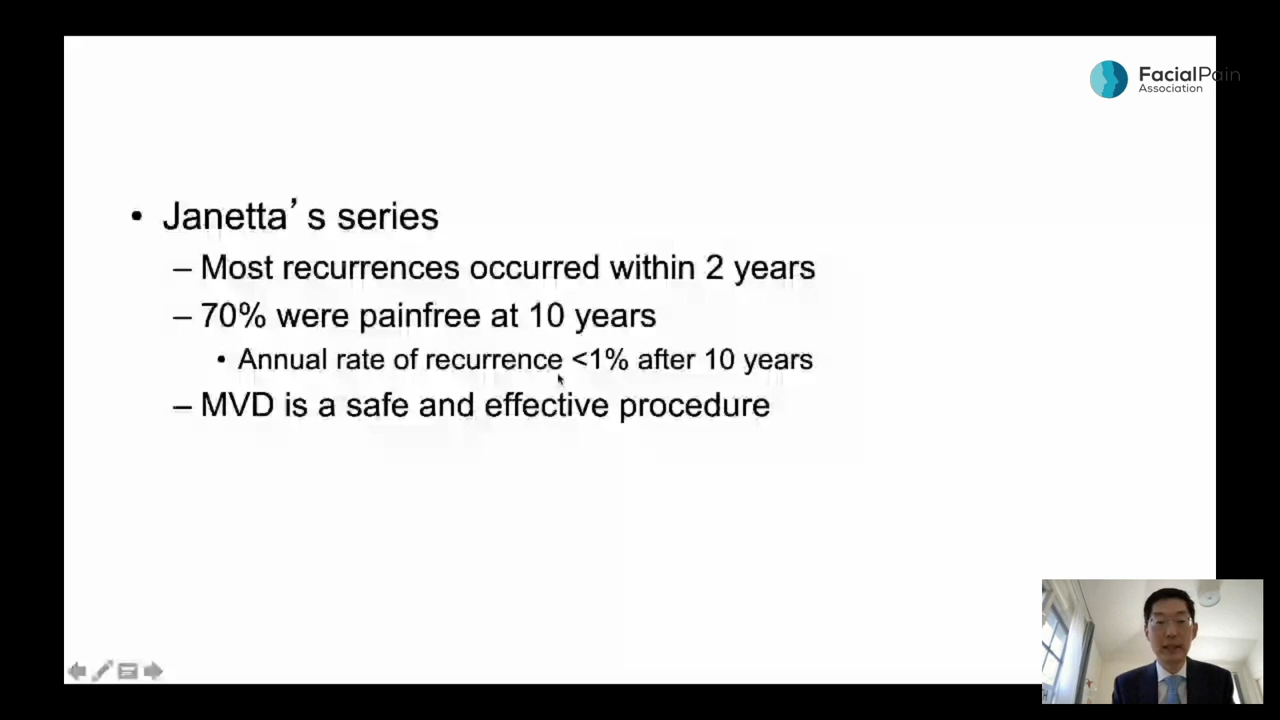 FacialPain
Association
• Janetta’s series
– Most recurrences occurred within 2 years
– 70% were painfree at 10 years
• Annual rate of recurrence <1% after 10 years
– MVD is a safe and effective procedure